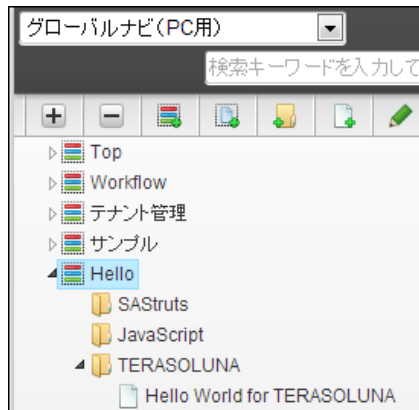 グローバルナビ(PC用)
検索キーワードを入力して
Top
Workflow
テナント管理
サンプル
Hello
SAStruts
JavaScript
TERASOLUNA
Hello World for TERASOLUNA